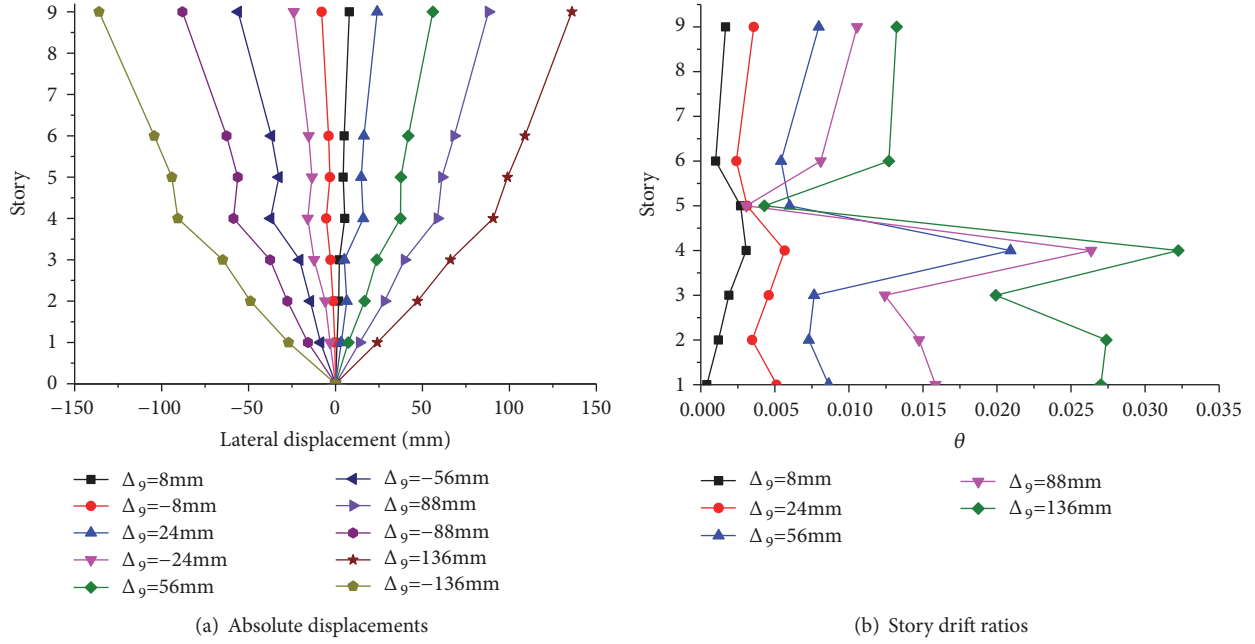 9
8
7
6
5
4
3
2
1
0
Story
−150
−100
−50
0
50
100
150
Lateral displacement (mm)
Δ9=8mm
Δ9=−8mm
Δ9=24mm
Δ9=−24mm
Δ9=56mm
Δ9=−56mm
Δ9=88mm
Δ9=−88mm
Δ9=136mm
Δ9=−136mm
(a) Absolute displacements
9
8
7
6
5
4
3
2
1
Story
0.000
0.005
0.010
0.015
0.020
0.025
0.030
0.035
θ
Δ9=8mm
Δ9=24mm
Δ9=56mm
Δ9=88mm
Δ9=136mm
(b) Story drift ratios